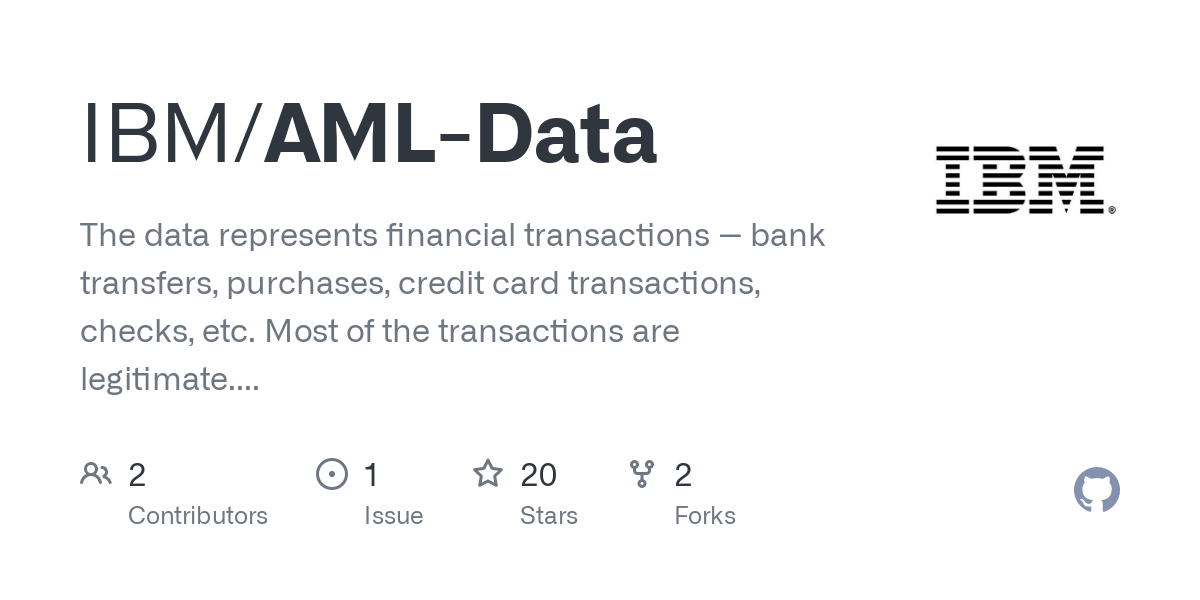 IBM/AML-Data
IBM®
The data represents financial transactions — bank
transfers, purchases, credit card transactions,
checks, etc. Most of the transactions are
legitimate....
2
Contributors
1
Issue
20
Stars
2
Forks